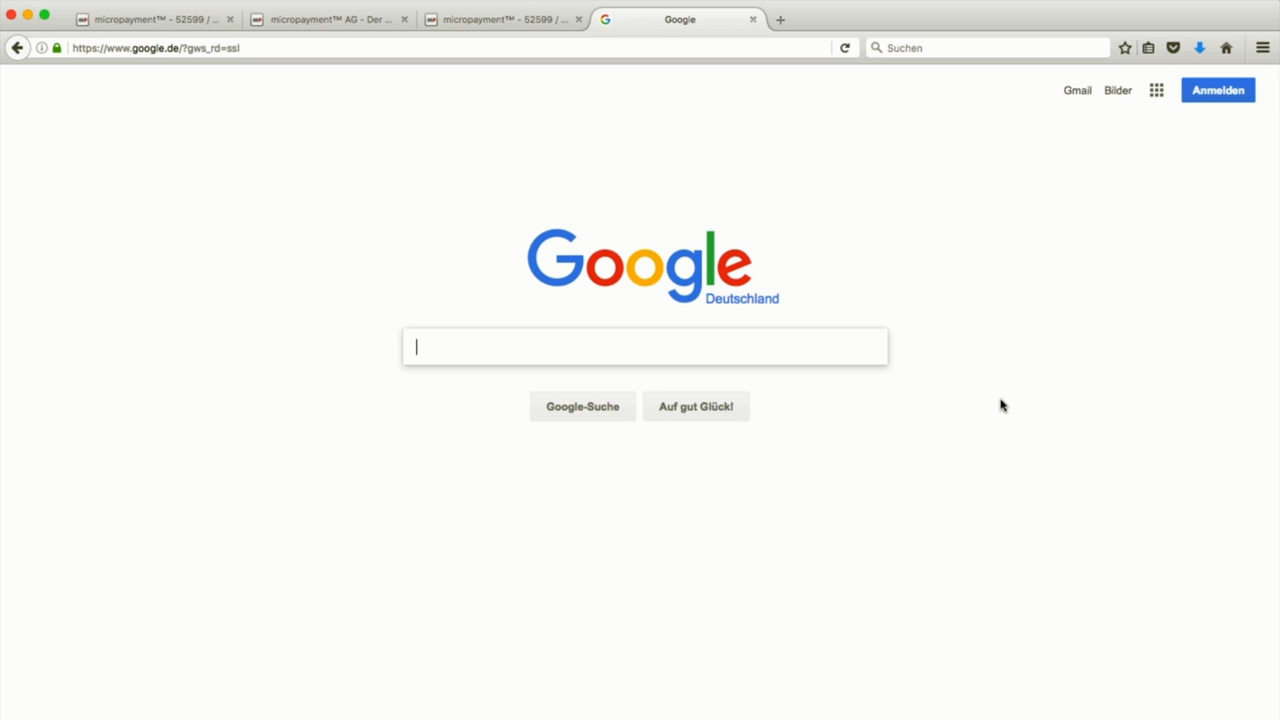 micropayment™ - 52599 / ...
micropayment™ AG - Der ...
micropayment™ - 52599 / ...
Google
https://www.google.de/?gws_rd=ssl
Suchen
Gmail
Bilder
Anmelden
Google
Deutschland
Google-Suche
Auf gut Glück!